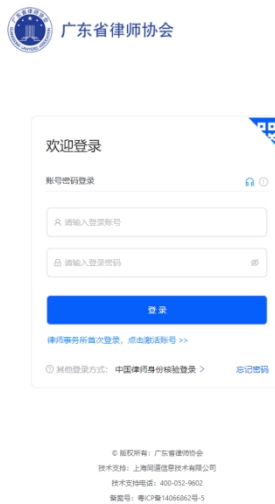 广东省律师协会
欢迎登录
账号密码登录
请输入登录账号
请输入登录密码
登 录
律师事务所首次登录，点击激活账号 >>
其他登录方式： 中国律师身份核验登录 > 忘记密码
© 版权所有：广东省律师协会
技术支持：上海同道信息技术有限公司
技术支持电话：400-052-9602
备案号：粤ICP备14066862号-5